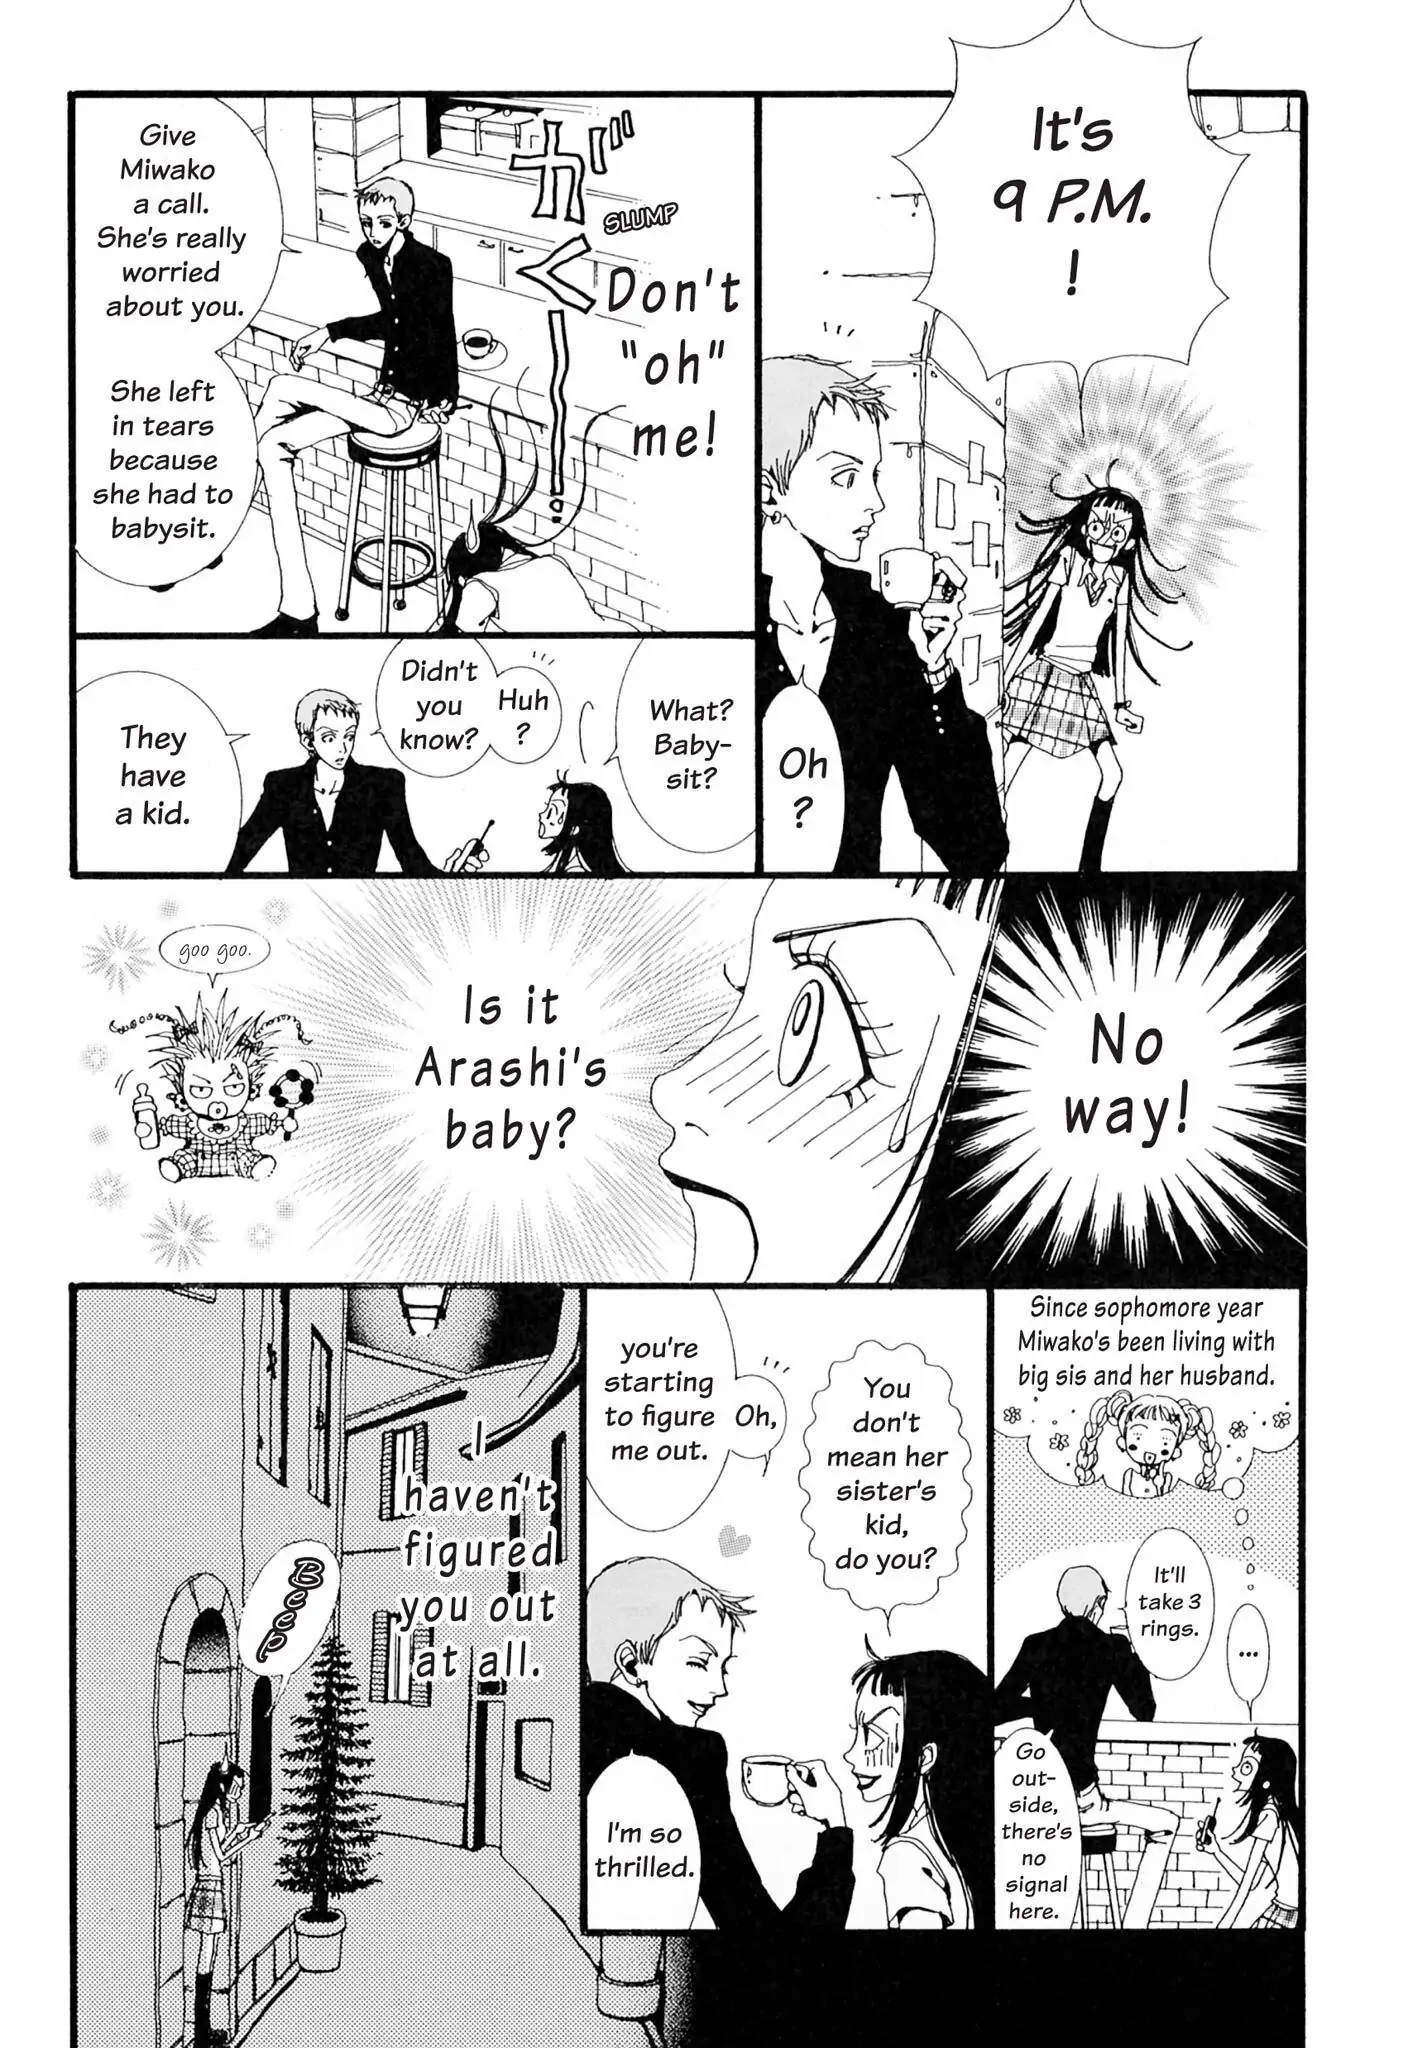 It's
9 P.M.
!
Oh
?
Don't
"oh"
me!
ガ
ガ
く
ー
。
SLUMP
Give
Miwako
a call.
She's really
worried
about you.
She left
in tears
because
she had to
babysit.
What?
Baby-
sit?
Huh
?
Didn't
you
know?
They
have
a kid.
No
way!
Is it
Arashi's
baby?
goo goo.
Since sophomore year
Miwako's been living with
big sis and her husband.
...
It'll
take 3
rings.
Go
out-
side,
there's
no
signal
here.
You
don't
mean her
sister's
kid,
do you?
Oh,
you're
starting
to figure
me out.
I'm so
thrilled.
I
haven't
figured
you out
at all.
Beep